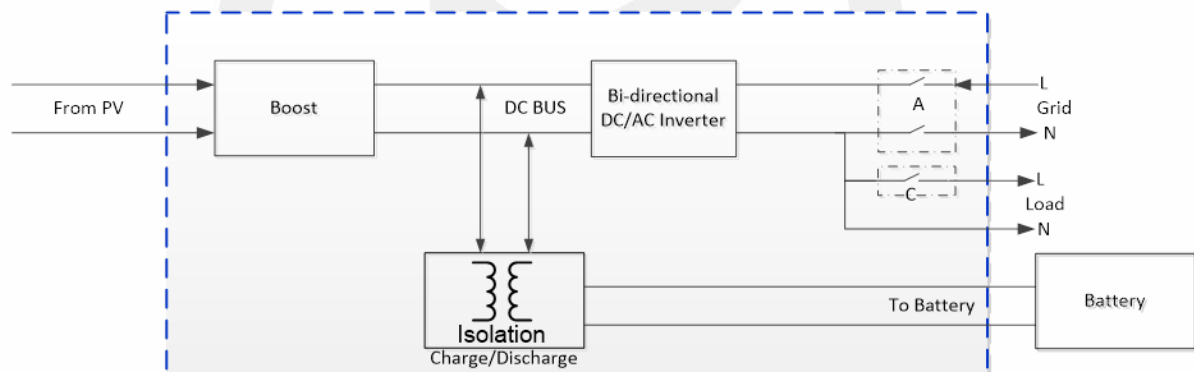 From PV
Boost
DC BUS
Bi-directional
DC/AC Inverter
A
L
Grid
N
C
L
Load
N
Isolation
Charge/Discharge
To Battery
Battery